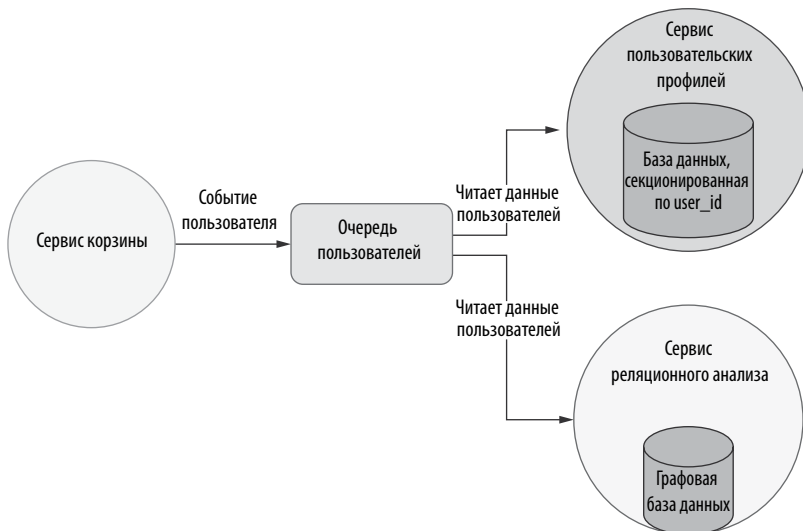 Сервис
пользовательских
профилей
База данных,
секционированная
по user_id
Событие
пользователя
Читает данные
пользователей
Сервис корзины
Очередь
пользователей
Читает данные
пользователей
Сервис
реляционного анализа
Графовая
база данных